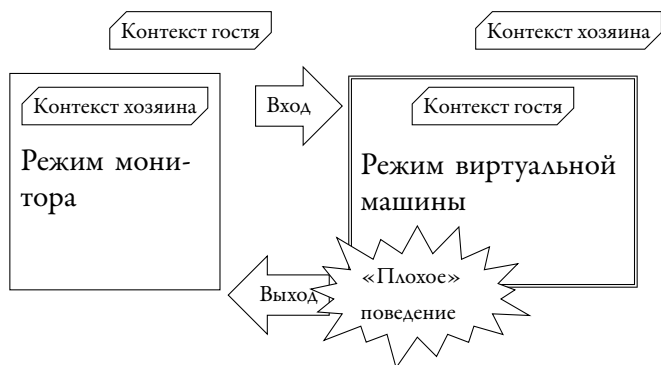 Контекст гостя
Контекст хозяина
Контекст хозяина
Вход
Контекст гостя
Режим мони-
тора
Режим виртуальной
машины
Выход
«Плохое»
поведение